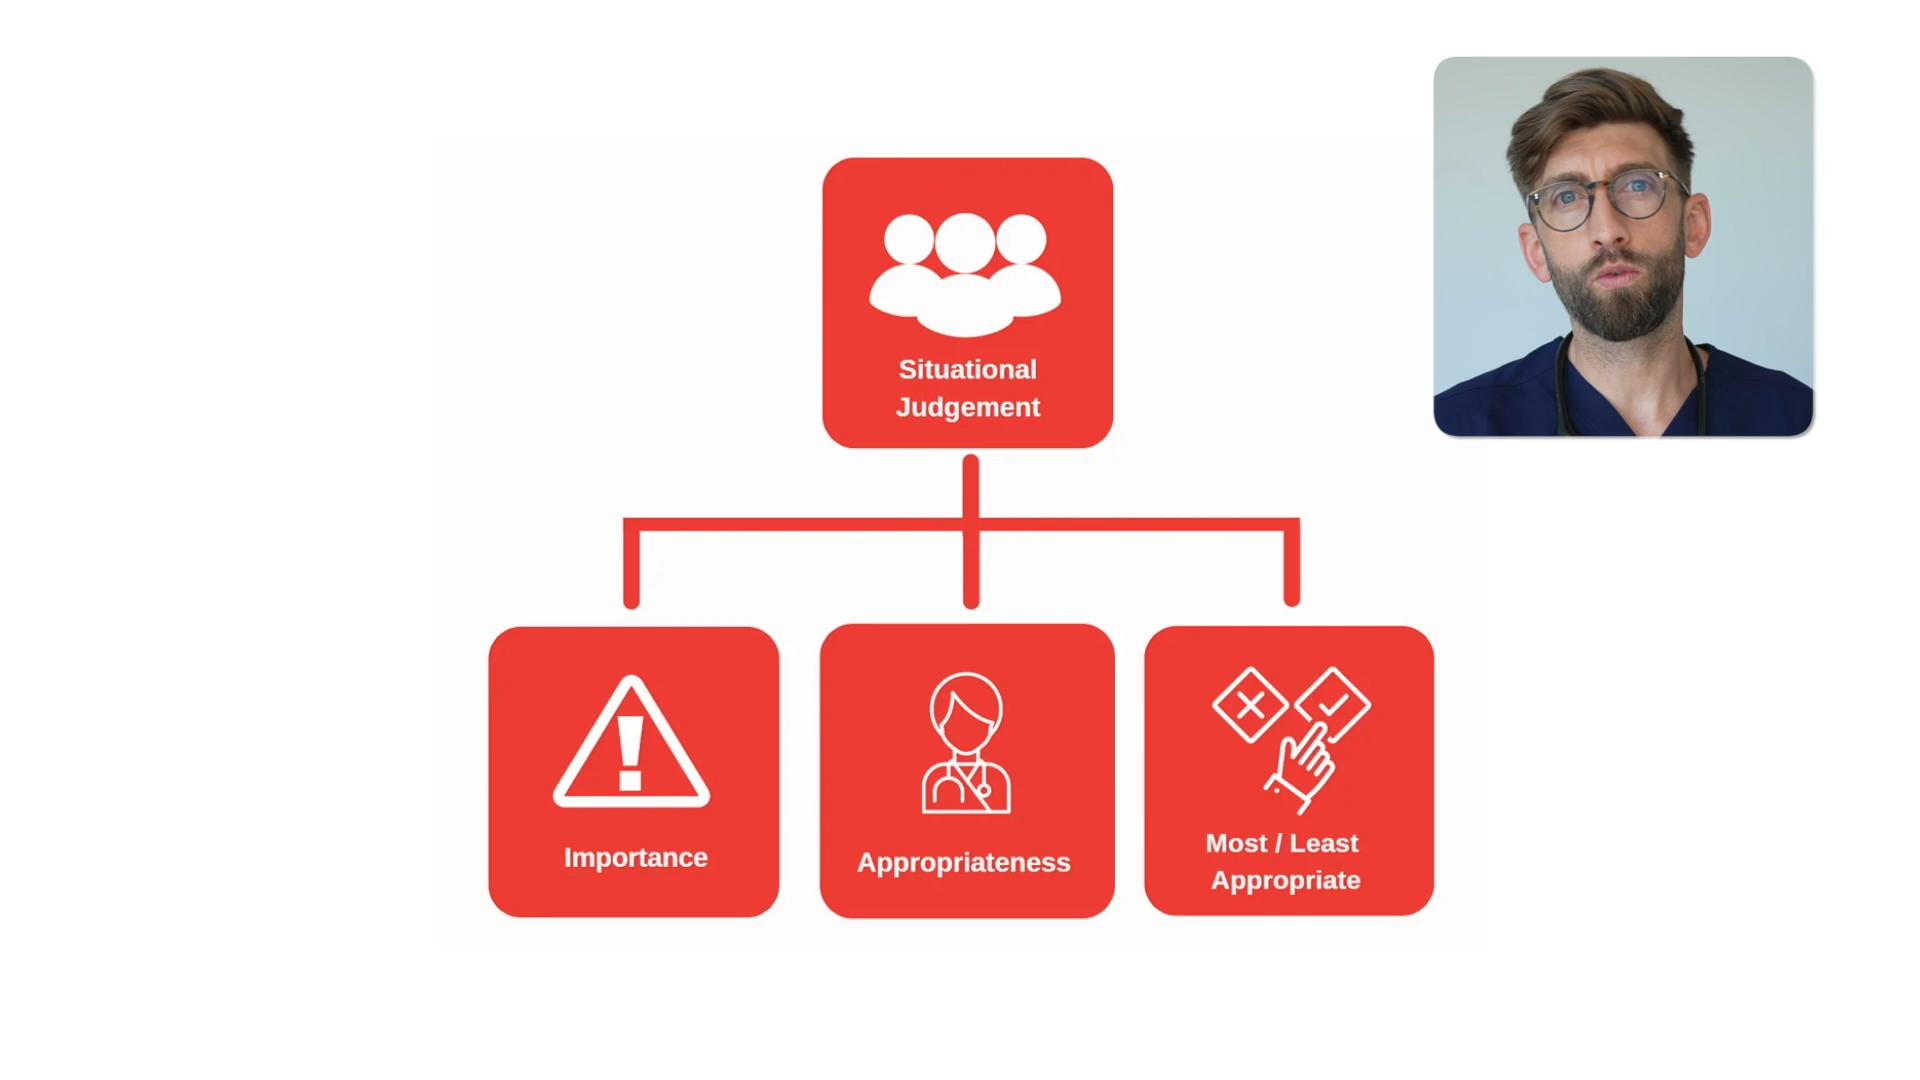 Situational
Judgement
Importance
Appropriateness
Most / Least
Appropriate